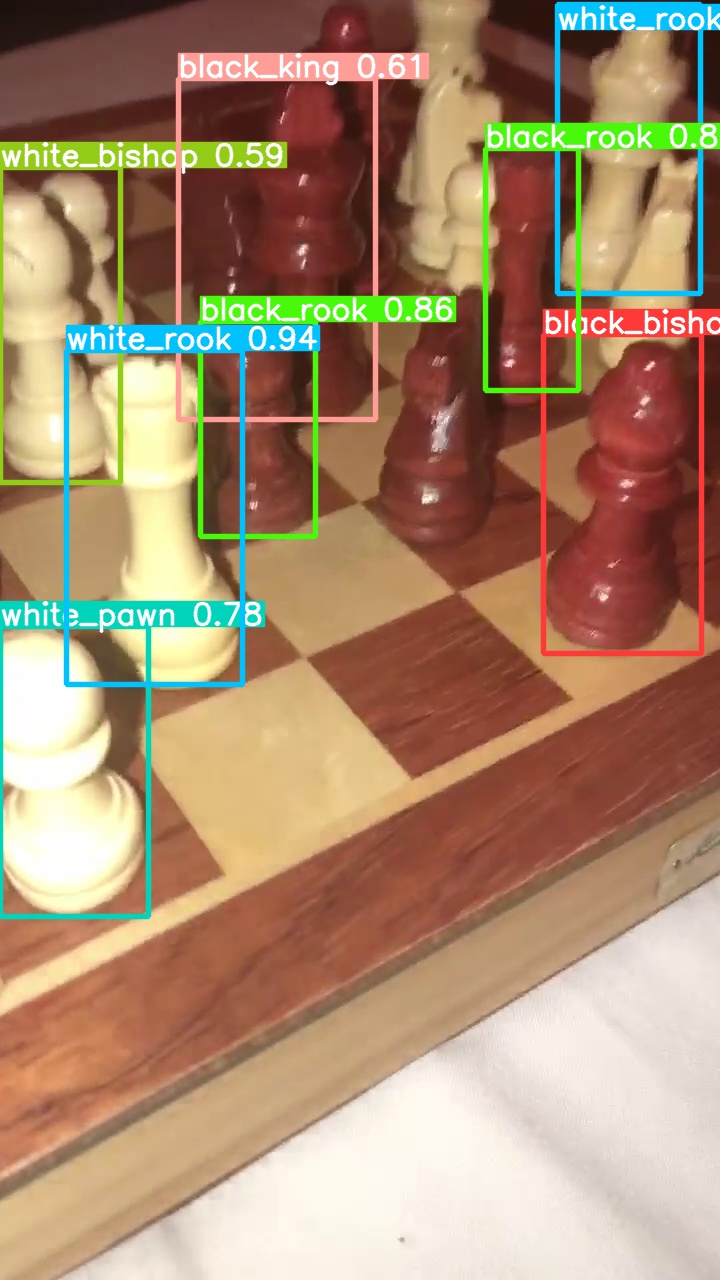 white_rook
black_king 0.61
black_rook 0.8
white_bishop 0.59
black_rook 0.86
black_bisho
white_rook 0.94
white_pawn 0.78